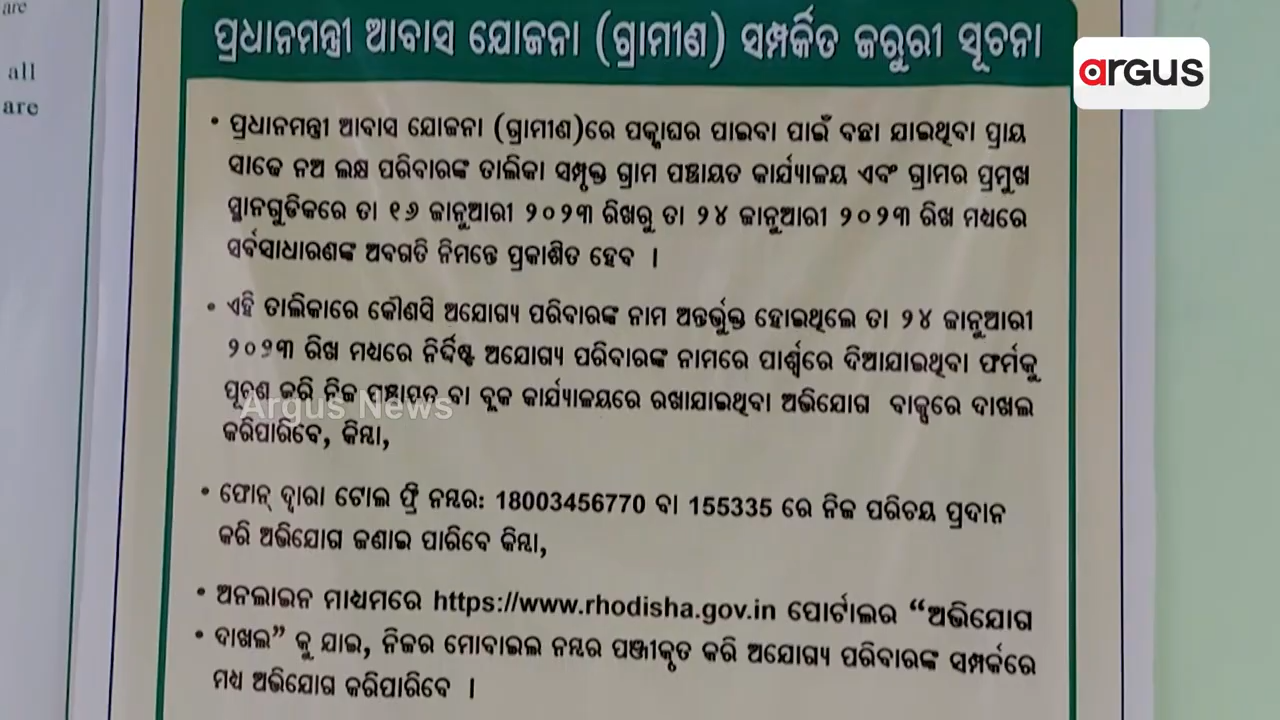 are
all
are
ପ୍ରଧାନମନ୍ତ୍ରୀ ଆବାସ ଯୋଜନା (ଗ୍ରାମୀଣ) ସମ୍ପର୍କିତ ଜରୁରୀ ସୂଚନା
argus
• ପ୍ରଧାନମନ୍ତ୍ରୀ ଆବାସ ଯୋଜନା (ଗ୍ରାମୀଣ)ରେ ପକ୍କାଘର ପାଇବା ପାଇଁ ବଛା ଯାଇଥିବା ପ୍ରାୟ
ସାଢେ ନଅ ଲକ୍ଷ ପରିବାରଙ୍କ ତାଲିକା ସମ୍ପୃକ୍ତ ଗ୍ରାମ ପଞ୍ଚାୟତ କାର୍ଯ୍ୟାଳୟ ଏବଂ ଗ୍ରାମର ପ୍ରମୁଖ
ସ୍ଥାନଗୁଡିକରେ ତା ୧୬ ଜାନୁଆରୀ ୨୦୨୩ ରିଖରୁ ତା ୨୪ ଜାନୁଆରୀ ୨୦୨୩ ରିଖ ମଧ୍ୟରେ
ସର୍ବସାଧାରଣଙ୍କ ଅବଗତି ନିମନ୍ତେ ପ୍ରକାଶିତ ହେବ ।
• ଏହି ତାଲିକାରେ କୌଣସି ଅଯୋଗ୍ୟ ପରିବାରଙ୍କ ନାମ ଅନ୍ତର୍ଭୁକ୍ତ ହୋଇଥିଲେ ତା ୨୪ ଜାନୁଆରୀ
୨୦୨୩ ରିଖ ମଧ୍ୟରେ ନିର୍ଦ୍ଦିଷ୍ଟ ଅଯୋଗ୍ୟ ପରିବାରଙ୍କ ନାମରେ ପାର୍ଶ୍ୱରେ ଦିଆଯାଇଥିବା ଫର୍ମକୁ
ପୂରଣ କରି ନିଜ ପଞ୍ଚାୟତ ବା ବ୍ଲକ କାର୍ଯ୍ୟାଳୟରେ ରଖାଯାଇଥିବା ଅଭିଯୋଗ ବାକ୍ସରେ ଦାଖଲ
Argus News
କରିପାରିବେ, କିମ୍ବା,
• ଫୋନ୍ ଦ୍ୱାରା ଟୋଲ ଫ୍ରି ନମ୍ବର: 18003456770 ବା 155335 ରେ ନିଜ ପରିଚୟ ପ୍ରଦାନ
କରି ଅଭିଯୋଗ ଜଣାଇ ପାରିବେ କିମ୍ବା,
• ଅନଲାଇନ ମାଧ୍ୟମରେ https://www.rhodisha.gov.in ପୋର୍ଟାଲର “ଅଭିଯୋଗ
• ଦାଖଲ” କୁ ଯାଇ, ନିଜର ମୋବାଇଲ ନମ୍ବର ପଞ୍ଜୀକୃତ କରି ଅଯୋଗ୍ୟ ପରିବାରଙ୍କ ସମ୍ପର୍କରେ
ମଧ୍ୟ ଅଭିଯୋଗ କରିପାରିବେ ।